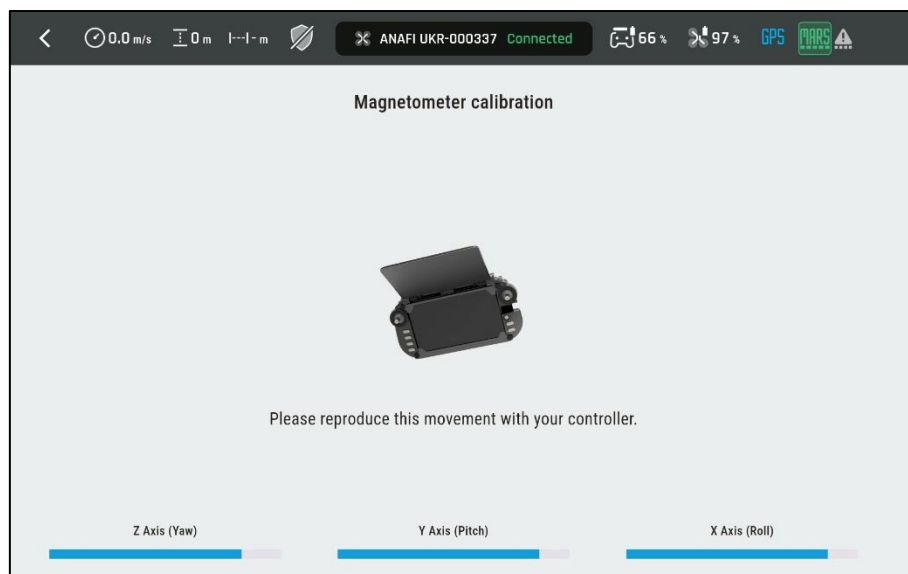 0.0 m/s 0 m - m ANAFI UKR-000337 Connected 66 % 97 % GPS MARS
Magnetometer calibration
Please reproduce this movement with your controller.
Z Axis (Yaw) Y Axis (Pitch) X Axis (Roll)